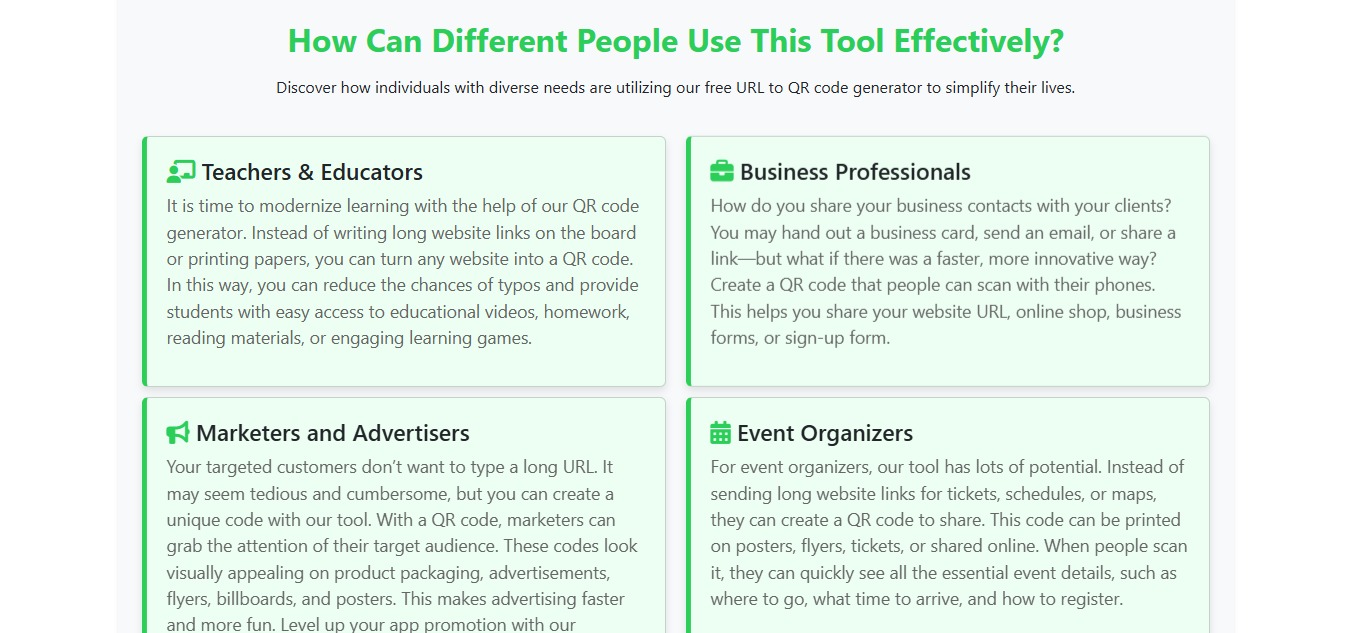 How Can Different People Use This Tool Effectively?
Discover how individuals with diverse needs are utilizing our free URL to QR code generator to simplify their lives.
Teachers & Educators
It is time to modernize learning with the help of our QR code
generator. Instead of writing long website links on the board
or printing papers, you can turn any website into a QR code.
In this way, you can reduce the chances of typos and provide
students with easy access to educational videos, homework,
reading materials, or engaging learning games.
Business Professionals
How do you share your business contacts with your clients?
You may hand out a business card, send an email, or share a
link—but what if there was a faster, more innovative way?
Create a QR code that people can scan with their phones.
This helps you share your website URL, online shop, business
forms, or sign-up form.
Marketers and Advertisers
Your targeted customers don’t want to type a long URL. It
may seem tedious and cumbersome, but you can create a
unique code with our tool. With a QR code, marketers can
grab the attention of their target audience. These codes look
visually appealing on product packaging, advertisements,
flyers, billboards, and posters. This makes advertising faster
and more fun. Level up your app promotion with our
Event Organizers
For event organizers, our tool has lots of potential. Instead of
sending long website links for tickets, schedules, or maps,
they can create a QR code to share. This code can be printed
on posters, flyers, tickets, or shared online. When people scan
it, they can quickly see all the essential event details, such as
where to go, what time to arrive, and how to register.